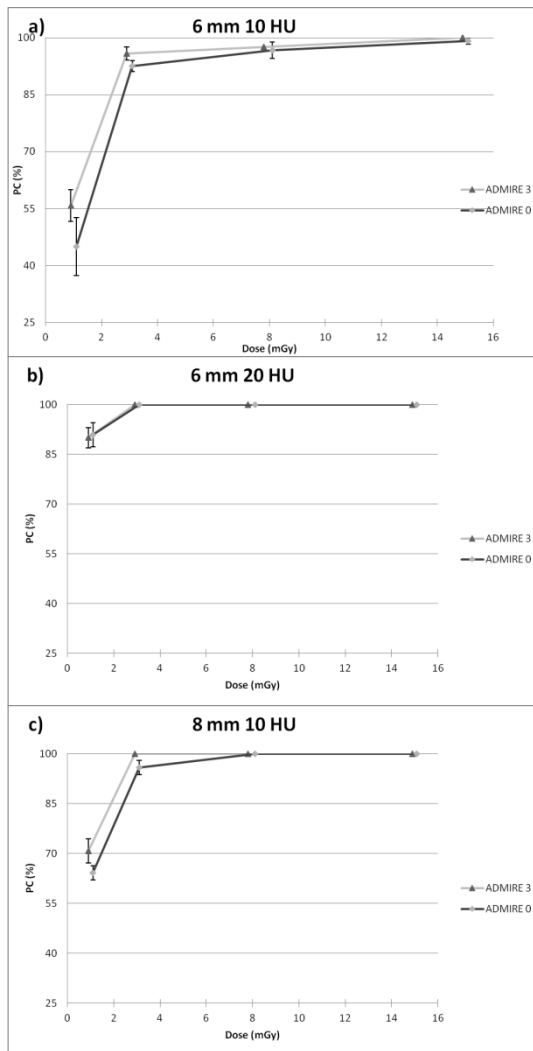 a) 6 mm 10 HU
100
85
70
55
40
25
PC (%)
0 2 4 6 8 10 12 14 16
Dose (mGy)
ADMIRE 3
ADMIRE 0
b) 6 mm 20 HU
100
85
70
55
40
25
PC (%)
0 2 4 6 8 10 12 14 16
Dose (mGy)
ADMIRE 3
ADMIRE 0
c) 8 mm 10 HU
100
85
70
55
40
25
PC (%)
0 2 4 6 8 10 12 14 16
Dose (mGy)
ADMIRE 3
ADMIRE 0